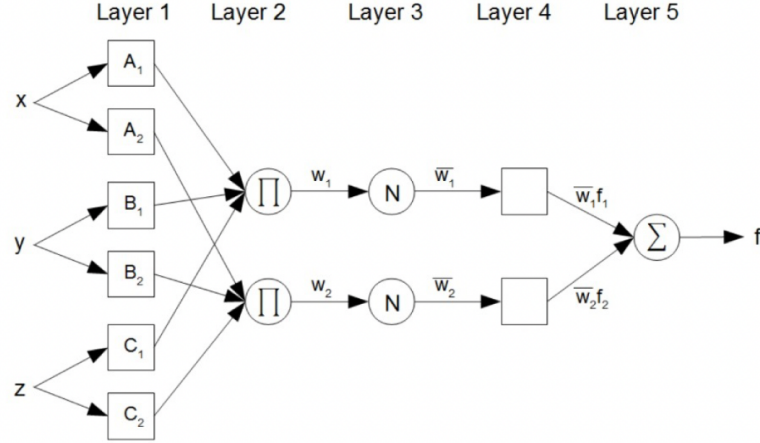 Layer 1 Layer 2 Layer 3 Layer 4 Layer 5
A₁
x
A₂
w₁ w̅₁
∏ N w̅₁f₁
B₁
y ∑ f
B₂
w₂ w̅₂
∏ N w̅₂f₂
C₁
z
C₂